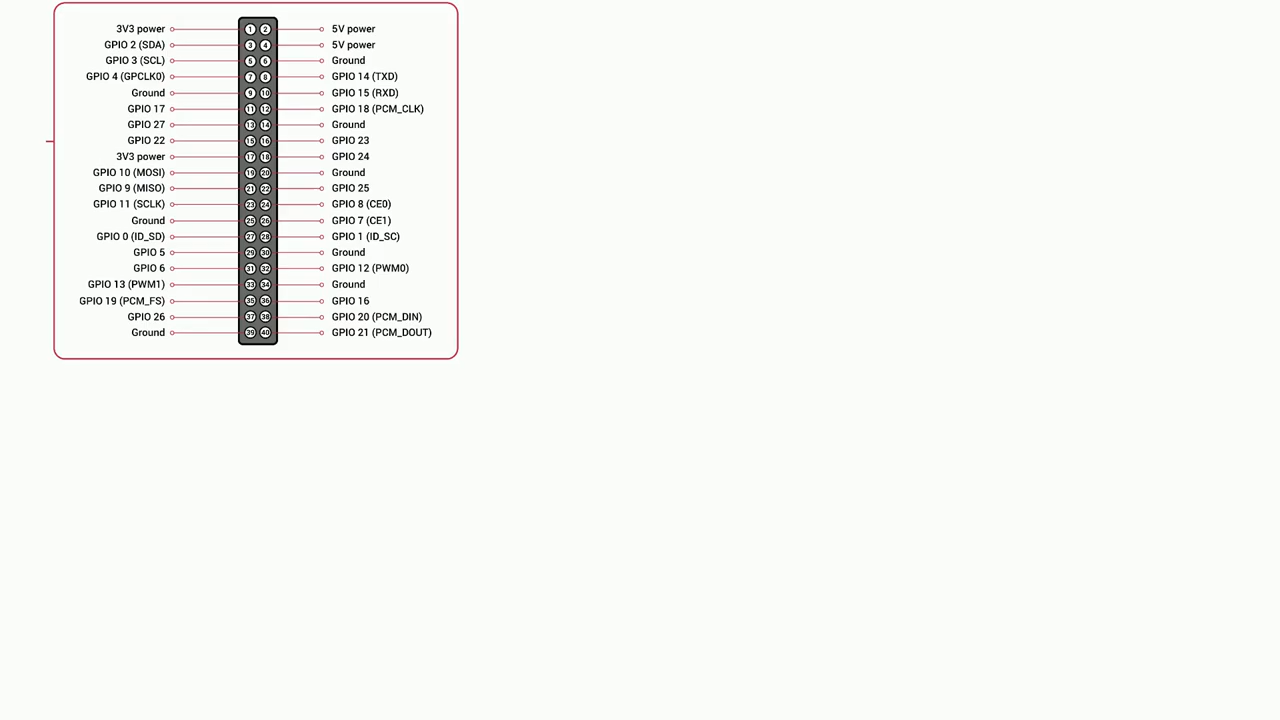 3V3 power 1 2 5V power
GPIO 2 (SDA) 3 4 5V power
GPIO 3 (SCL) 5 6 Ground
GPIO 4 (GPCLK0) 7 8 GPIO 14 (TXD)
Ground 9 10 GPIO 15 (RXD)
GPIO 17 11 12 GPIO 18 (PCM_CLK)
GPIO 27 13 14 Ground
GPIO 22 15 16 GPIO 23
3V3 power 17 18 GPIO 24
GPIO 10 (MOSI) 19 20 Ground
GPIO 9 (MISO) 21 22 GPIO 25
GPIO 11 (SCLK) 23 24 GPIO 8 (CE0)
Ground 25 26 GPIO 7 (CE1)
GPIO 0 (ID_SD) 27 28 GPIO 1 (ID_SC)
GPIO 5 29 30 Ground
GPIO 6 31 32 GPIO 12 (PWM0)
GPIO 13 (PWM1) 33 34 Ground
GPIO 19 (PCM_FS) 35 36 GPIO 16
GPIO 26 37 38 GPIO 20 (PCM_DIN)
Ground 39 40 GPIO 21 (PCM_DOUT)